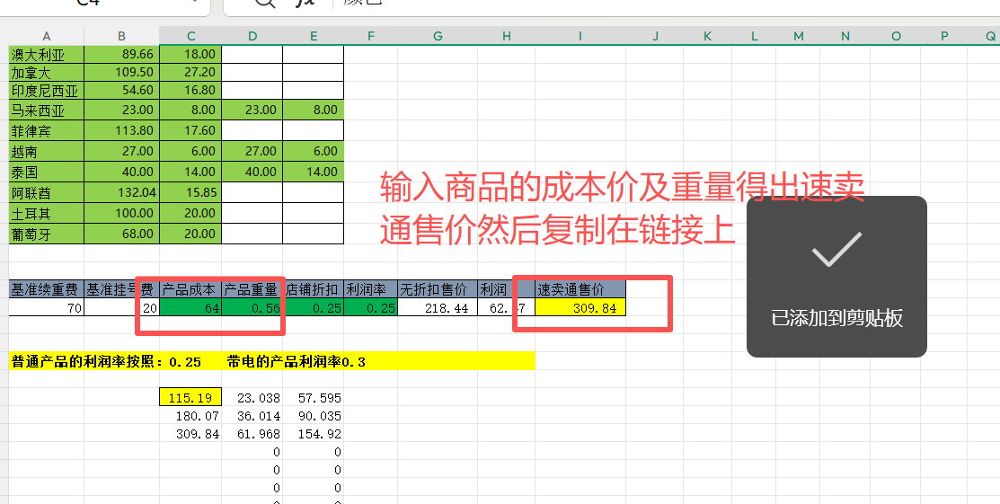 A B C D E F G H I J K L M N O P Q
澳大利亚 89.66 18.00
加拿大 109.50 27.20
印度尼西亚 54.60 16.80
马来西亚 23.00 8.00 23.00 8.00
菲律宾 113.80 17.60
越南 27.00 6.00 27.00 6.00
泰国 40.00 14.00 40.00 14.00
阿联酋 132.04 15.85
土耳其 100.00 20.00
葡萄牙 68.00 20.00
输入商品的成本价及重量得出速卖
通售价然后复制在链接上
已添加到剪贴板
基准续重费 基准挂号费 产品成本 产品重量 店铺折扣 利润率 无折扣售价 利润 速卖通售价
70 20 64 0.56 0.25 0.25 218.44 62. 7 309.84
普通产品的利润率按照：0.25 带电的产品利润率0.3
115.19 23.038 57.595
180.07 36.014 90.035
309.84 61.968 154.92
0 0
0 0
0 0